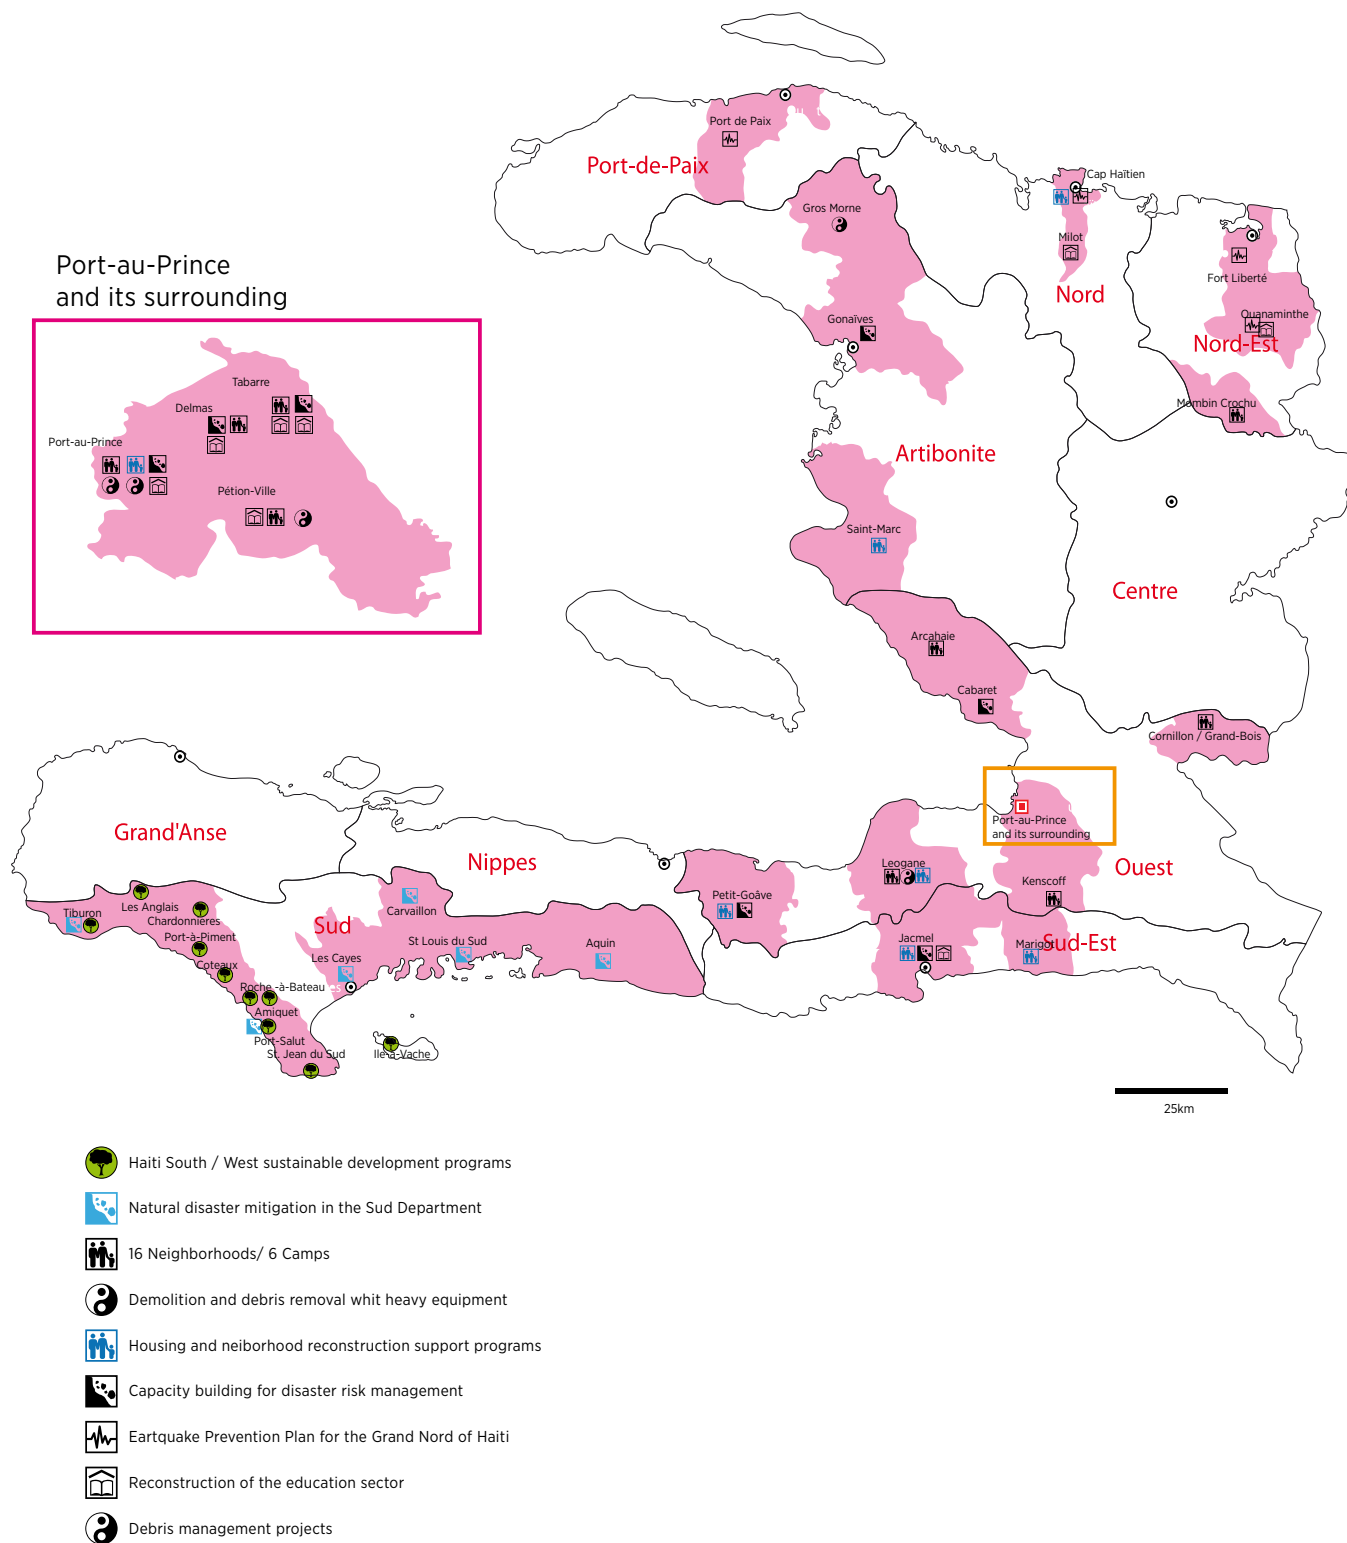 Port de Paix
Port-de-Paix
Cap Haïtien
Gros Morne
Milot
Nord
Fort Liberté
Ouanaminthe
Nord-Est
Gonaïves
Mombin Crochu
Artibonite
Saint-Marc
Centre
Arcahaie
Cabaret
Cornillon / Grand-Bois
Port-au-Prince
and its surrounding
Tabarre
Delmas
Port-au-Prince
Pétion-Ville
Port-au-Prince
and its surrounding
Ouest
Grand'Anse
Nippes
Leogane
Kenscoff
Petit-Goâve
Les Anglais
Chardonnières
Tiburon
Port-à-Piment
Coteaux
Roche -à-Bateau
Amiquet
Port-Salut
St. Jean du Sud
Ile-à-Vache
Sud
Carvaillon
Les Cayes
St Louis du Sud
Aquin
Jacmel
Marigot
Sud-Est
25km
Haiti South / West sustainable development programs
Natural disaster mitigation in the Sud Department
16 Neighborhoods/ 6 Camps
Demolition and debris removal whit heavy equipment
Housing and neiborhood reconstruction support programs
Capacity building for disaster risk management
Eartquake Prevention Plan for the Grand Nord of Haiti
Reconstruction of the education sector
Debris management projects